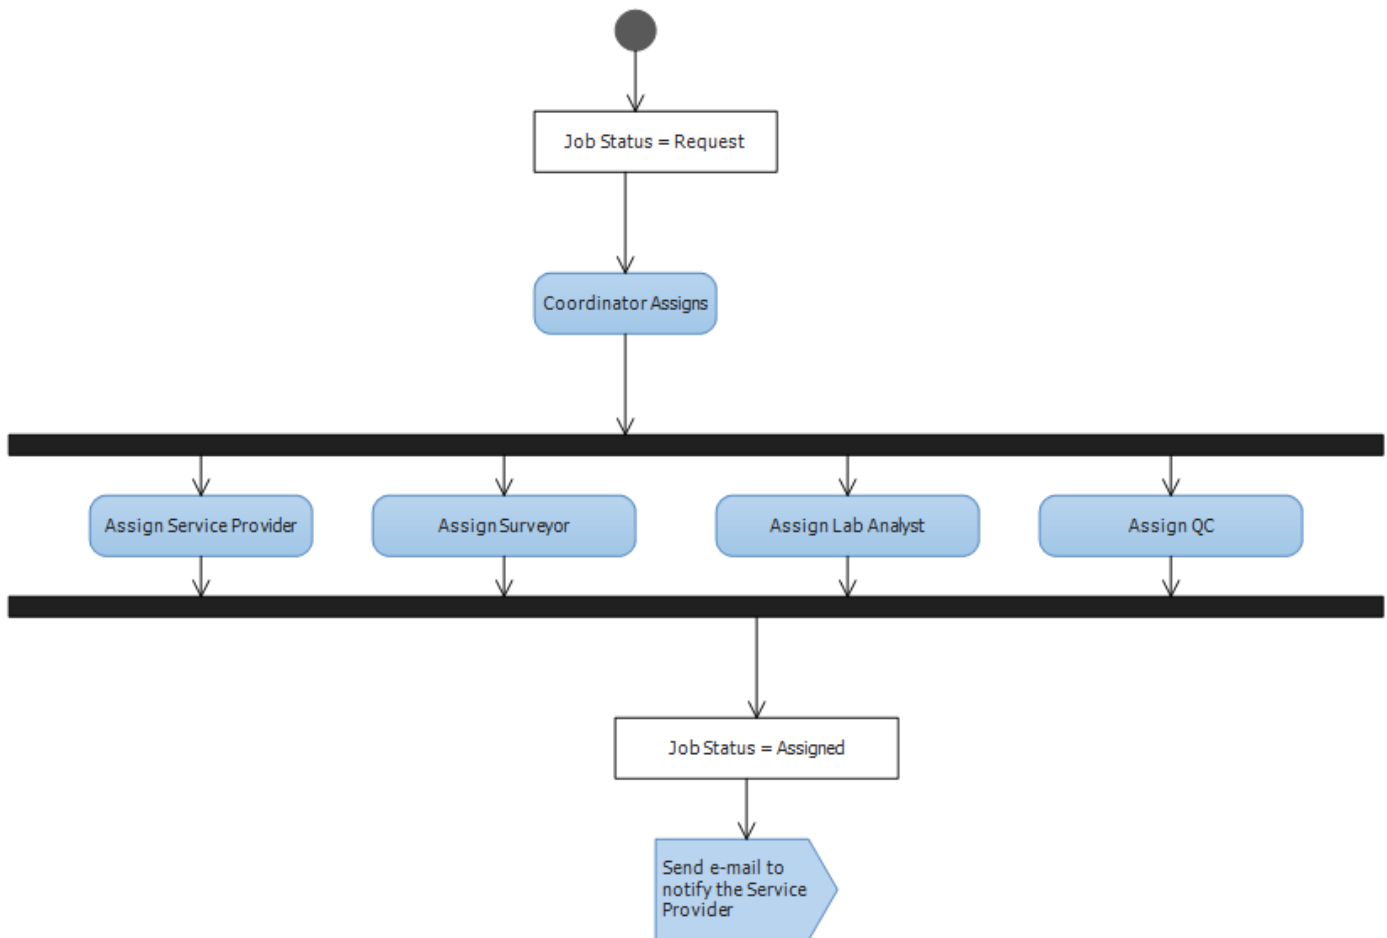 Job Status = Request
Coordinator Assigns
Assign Service Provider
Assign Surveyor
Assign Lab Analyst
Assign QC
Job Status = Assigned
Send e-mail to
notify the Service
Provider